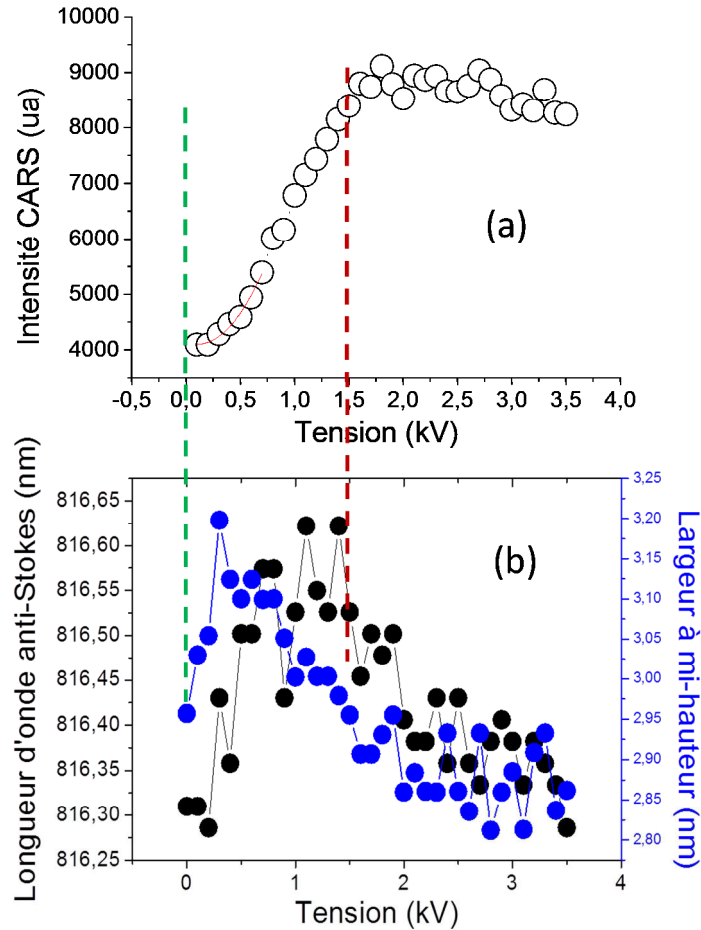 10000
9000
8000
7000
6000
5000
4000
Intensité CARS (ua)
(a)
-0,5 0,0 0,5 1,0 1,5 2,0 2,5 3,0 3,5 4,0
Tension (kV)
816,65
816,60
816,55
816,50
816,45
816,40
816,35
816,30
816,25
Longueur d'onde anti-Stokes (nm)
(b)
3,25
3,20
3,15
3,10
3,05
3,00
2,95
2,90
2,85
2,80
Largeur à mi-hauteur (nm)
0 1 2 3 4
Tension (kV)